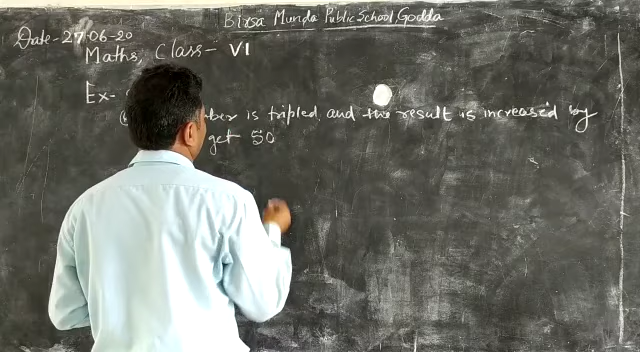 Birsa Munda Public School, Godda
Date-27.06-20
Maths, Class- VI
Ex-
is tripled and the result is increased by
get 50